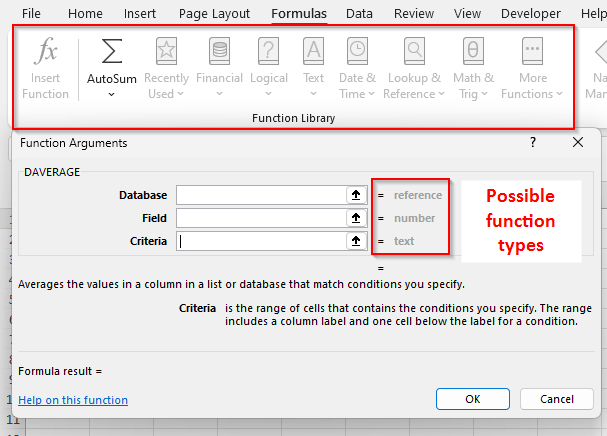 File Home Insert Page Layout Formulas Data Review View Developer Help
fx
Insert Function
AutoSum
Recently Used
Financial
Logical
Text
Date & Time
Lookup & Reference
Math & Trig
More Functions
Function Library
Function Arguments ?
DAVERAGE
Database = reference
Field = number
Criteria = text
=
Possible
function
types
Averages the values in a column in a list or database that match conditions you specify.
Criteria is the range of cells that contains the conditions you specify. The range
includes a column label and one cell below the label for a condition.
Formula result =
Help on this function OK Cancel
11